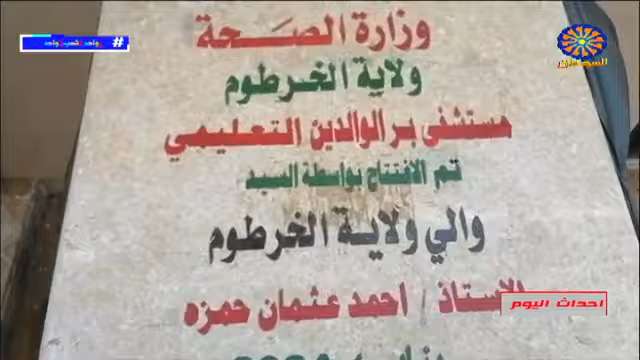 وزارة الصحة
ولاية الخرطوم
مستشفى بر الوالدين التعليمي
تم الافتتاح بواسطة السيد
والي ولاية الخرطوم
الاستاذ / احمد عثمان حمزه
احداث اليوم